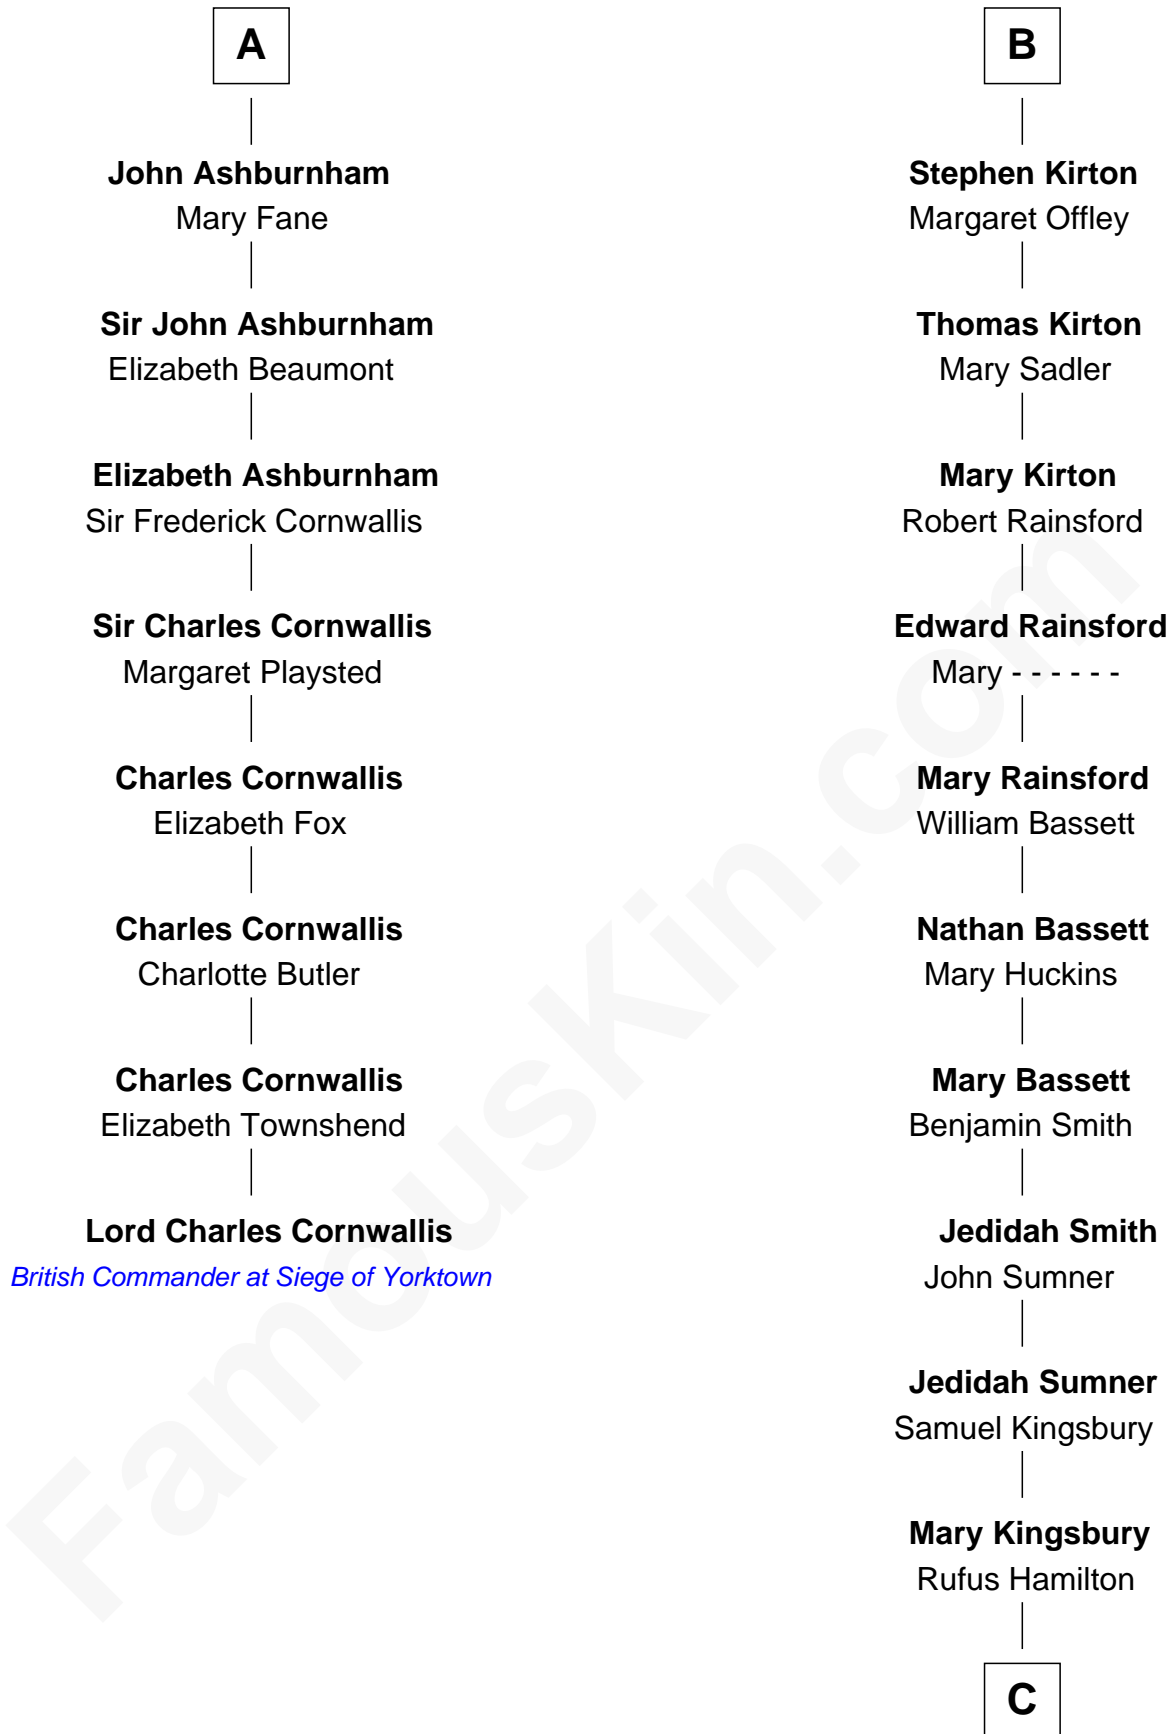 A
John Ashburnham
Mary Fane
Sir John Ashburnham
Elizabeth Beaumont
Elizabeth Ashburnham
Sir Frederick Cornwallis
Sir Charles Cornwallis
Margaret Playsted
Charles Cornwallis
Elizabeth Fox
Charles Cornwallis
Charlotte Butler
Charles Cornwallis
Elizabeth Townshend
Lord Charles Cornwallis
British Commander at Siege of Yorktown
B
Stephen Kirton
Margaret Offley
Thomas Kirton
Mary Sadler
Mary Kirton
Robert Rainsford
Edward Rainsford
Mary - - - - - -
Mary Rainsford
William Bassett
Nathan Bassett
Mary Huckins
Mary Bassett
Benjamin Smith
Jedidah Smith
John Sumner
Jedidah Sumner
Samuel Kingsbury
Mary Kingsbury
Rufus Hamilton
C
FamousKin.com